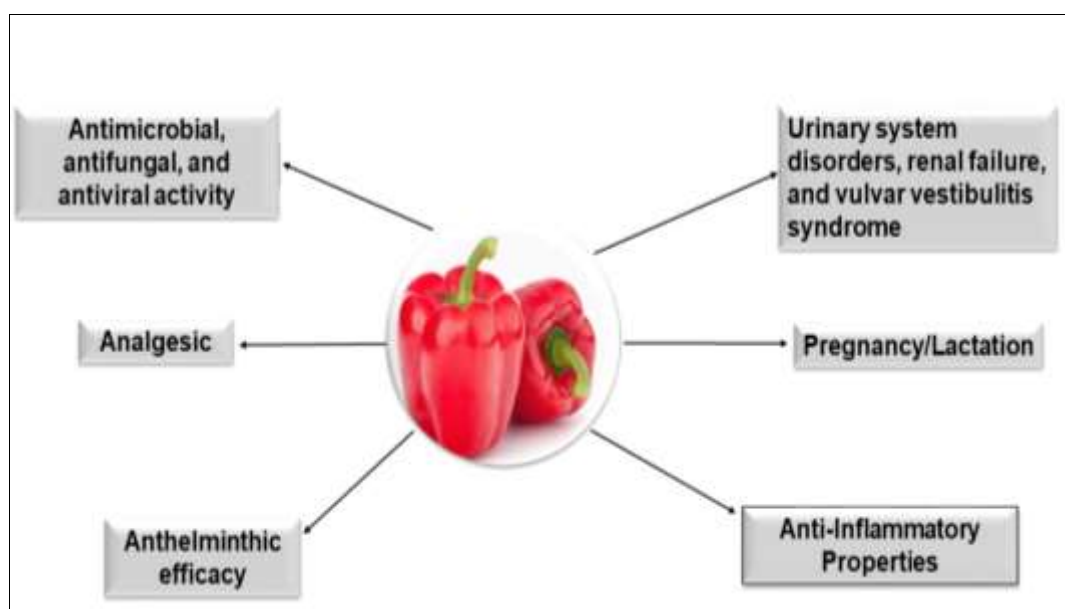 Antimicrobial,
antifungal, and
antiviral activity
Urinary system
disorders, renal failure,
and vulvar vestibulitis
syndrome
Analgesic
Pregnancy/Lactation
Anthelminthic
efficacy
Anti-Inflammatory
Properties